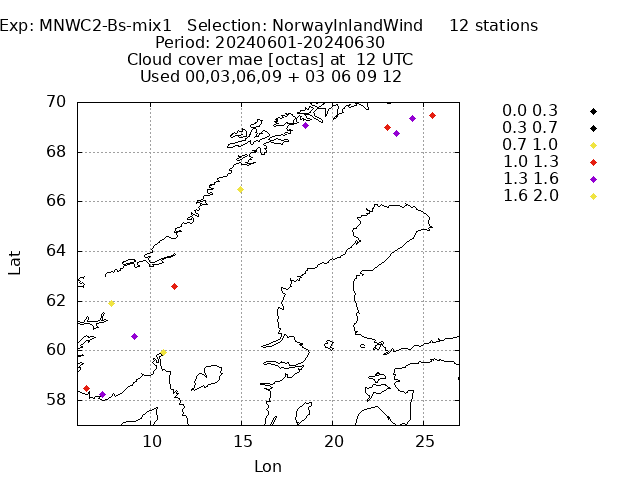 Exp: MNWC2-Bs-mix1 Selection: NorwayInlandWind 12 stations
Period: 20240601-20240630
Cloud cover mae [octas] at 12 UTC
Used 00,03,06,09 + 03 06 09 12
70
68
66
64
62
60
58
Lat
10 15 20 25
Lon
0.0 0.3
0.3 0.7
0.7 1.0
1.0 1.3
1.3 1.6
1.6 2.0